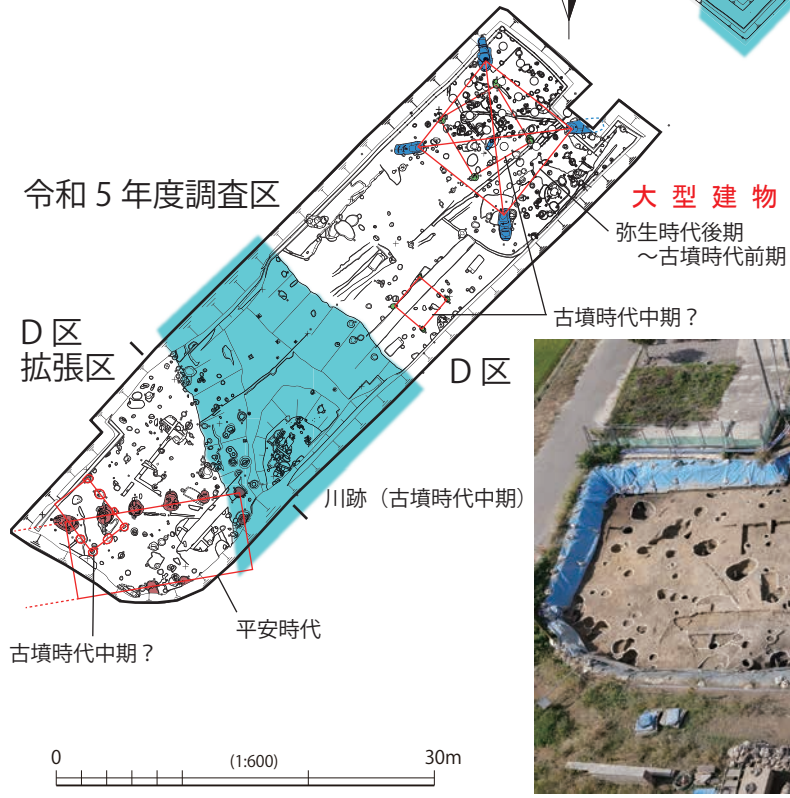 令和5年度調査区
大型建物
弥生時代後期
～古墳時代前期
古墳時代中期？
D区
拡張区
D区
川跡（古墳時代中期）
平安時代
古墳時代中期？
0 (1:600) 30m